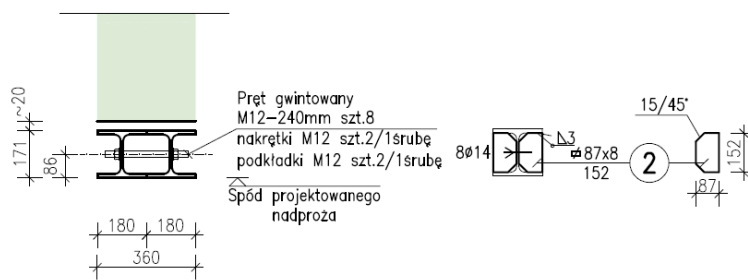 ~20
171
86
180
180
360
Pręt gwintowany
M12-240mm szt.8
nakrętki M12 szt.2/1śrubę
podkładki M12 szt.2/1śrubę
Spód projektowanego
nadproża
8ø14
3
87x8
152
2
15/45°
152
87